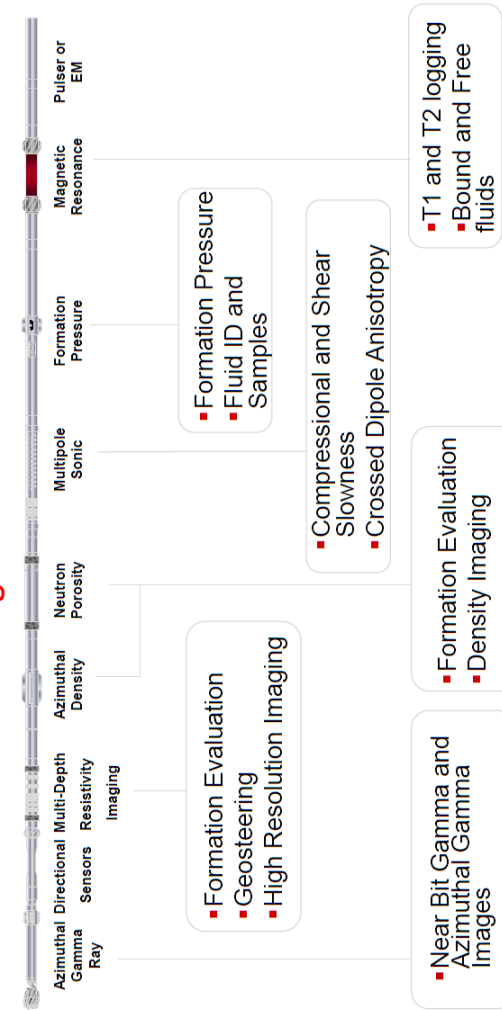 Azimuthal
Gamma
Ray
Directional
Sensors
Multi-Depth
Resistivity
Imaging
Azimuthal
Density
Neutron
Porosity
Multipole
Sonic
Formation
Pressure
Magnetic
Resonance
Pulser or
EM
Near Bit Gamma and
Azimuthal Gamma
Images
Formation Evaluation
Geosteering
High Resolution Imaging
Formation Evaluation
Density Imaging
Compressional and Shear
Slowness
Crossed Dipole Anisotropy
Formation Pressure
Fluid ID and
Samples
T1 and T2 logging
Bound and Free
fluids